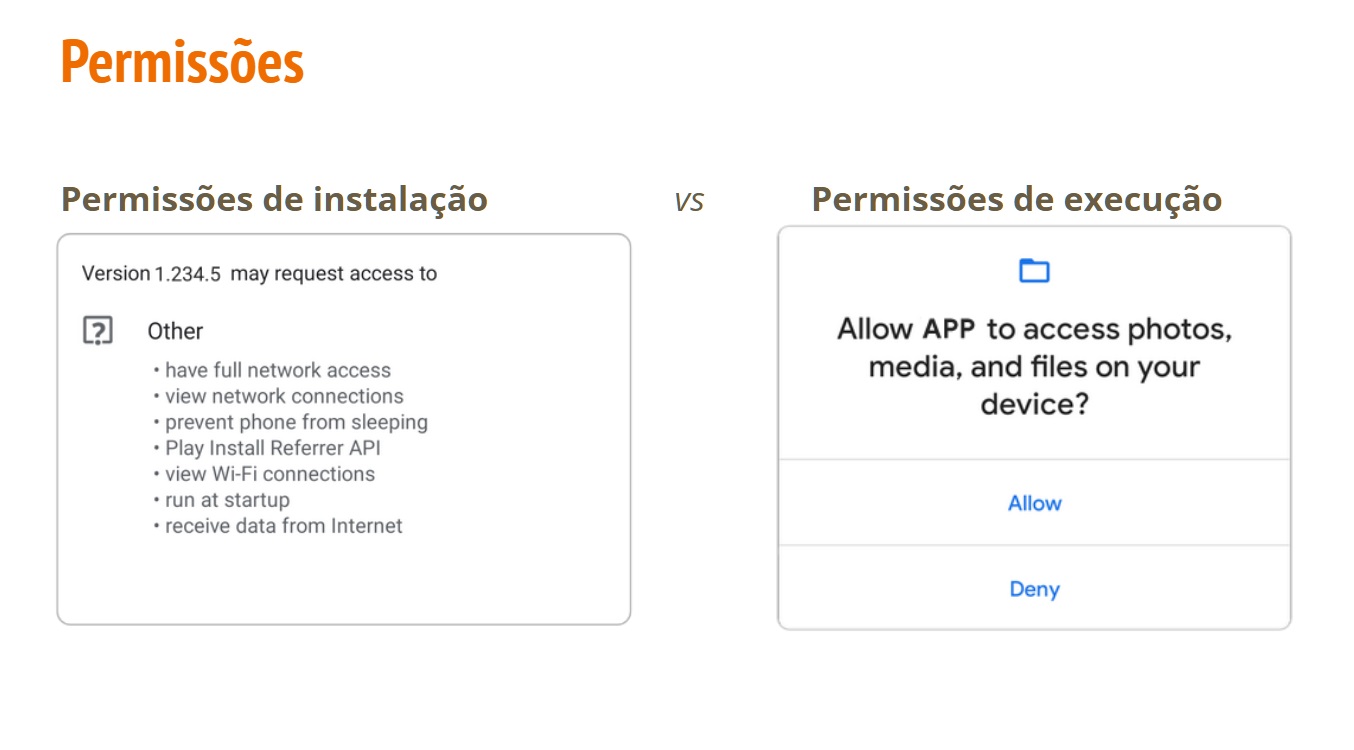 Permissões
Permissões de instalação
vs
Permissões de execução
Version 1.234.5 may request access to
Other
• have full network access
• view network connections
• prevent phone from sleeping
• Play Install Referrer API
• view Wi-Fi connections
• run at startup
• receive data from Internet
Allow APP to access photos,
media, and files on your
device?
Allow
Deny